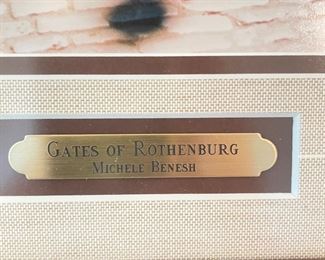 Gates of Rothenburg
Michele Benesh